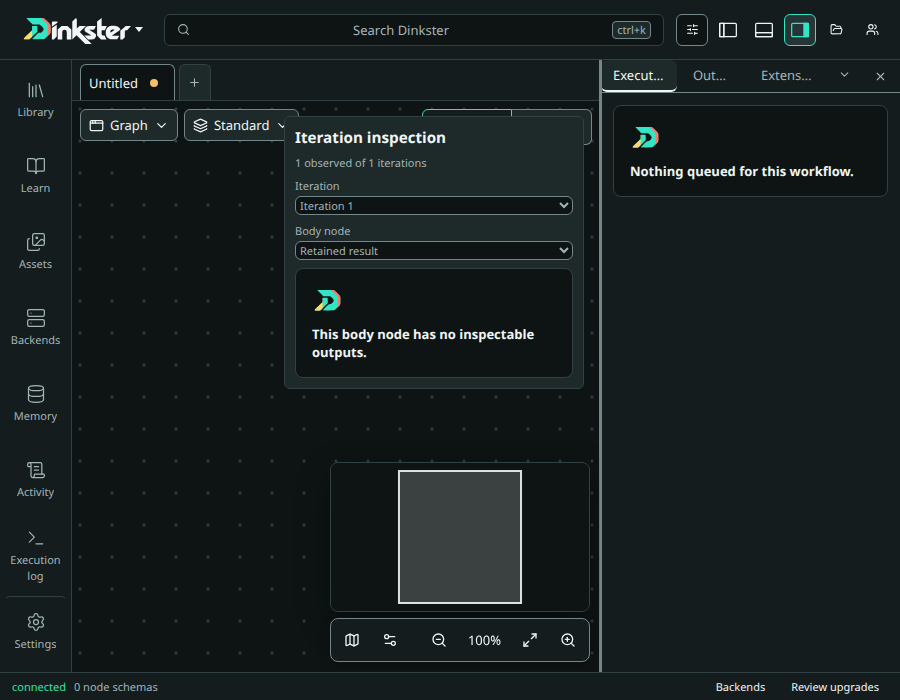 Dinkster
Search Dinkster
ctrl+k
Library
Learn
Assets
Backends
Memory
Activity
Execution
log
Settings
Untitled
+
Graph
Standard
Iteration inspection
1 observed of 1 iterations
Iteration
Iteration 1
Body node
Retained result
This body node has no inspectable
outputs.
100%
Execut...
Out...
Extens...
Nothing queued for this workflow.
connected
0 node schemas
Backends
Review upgrades